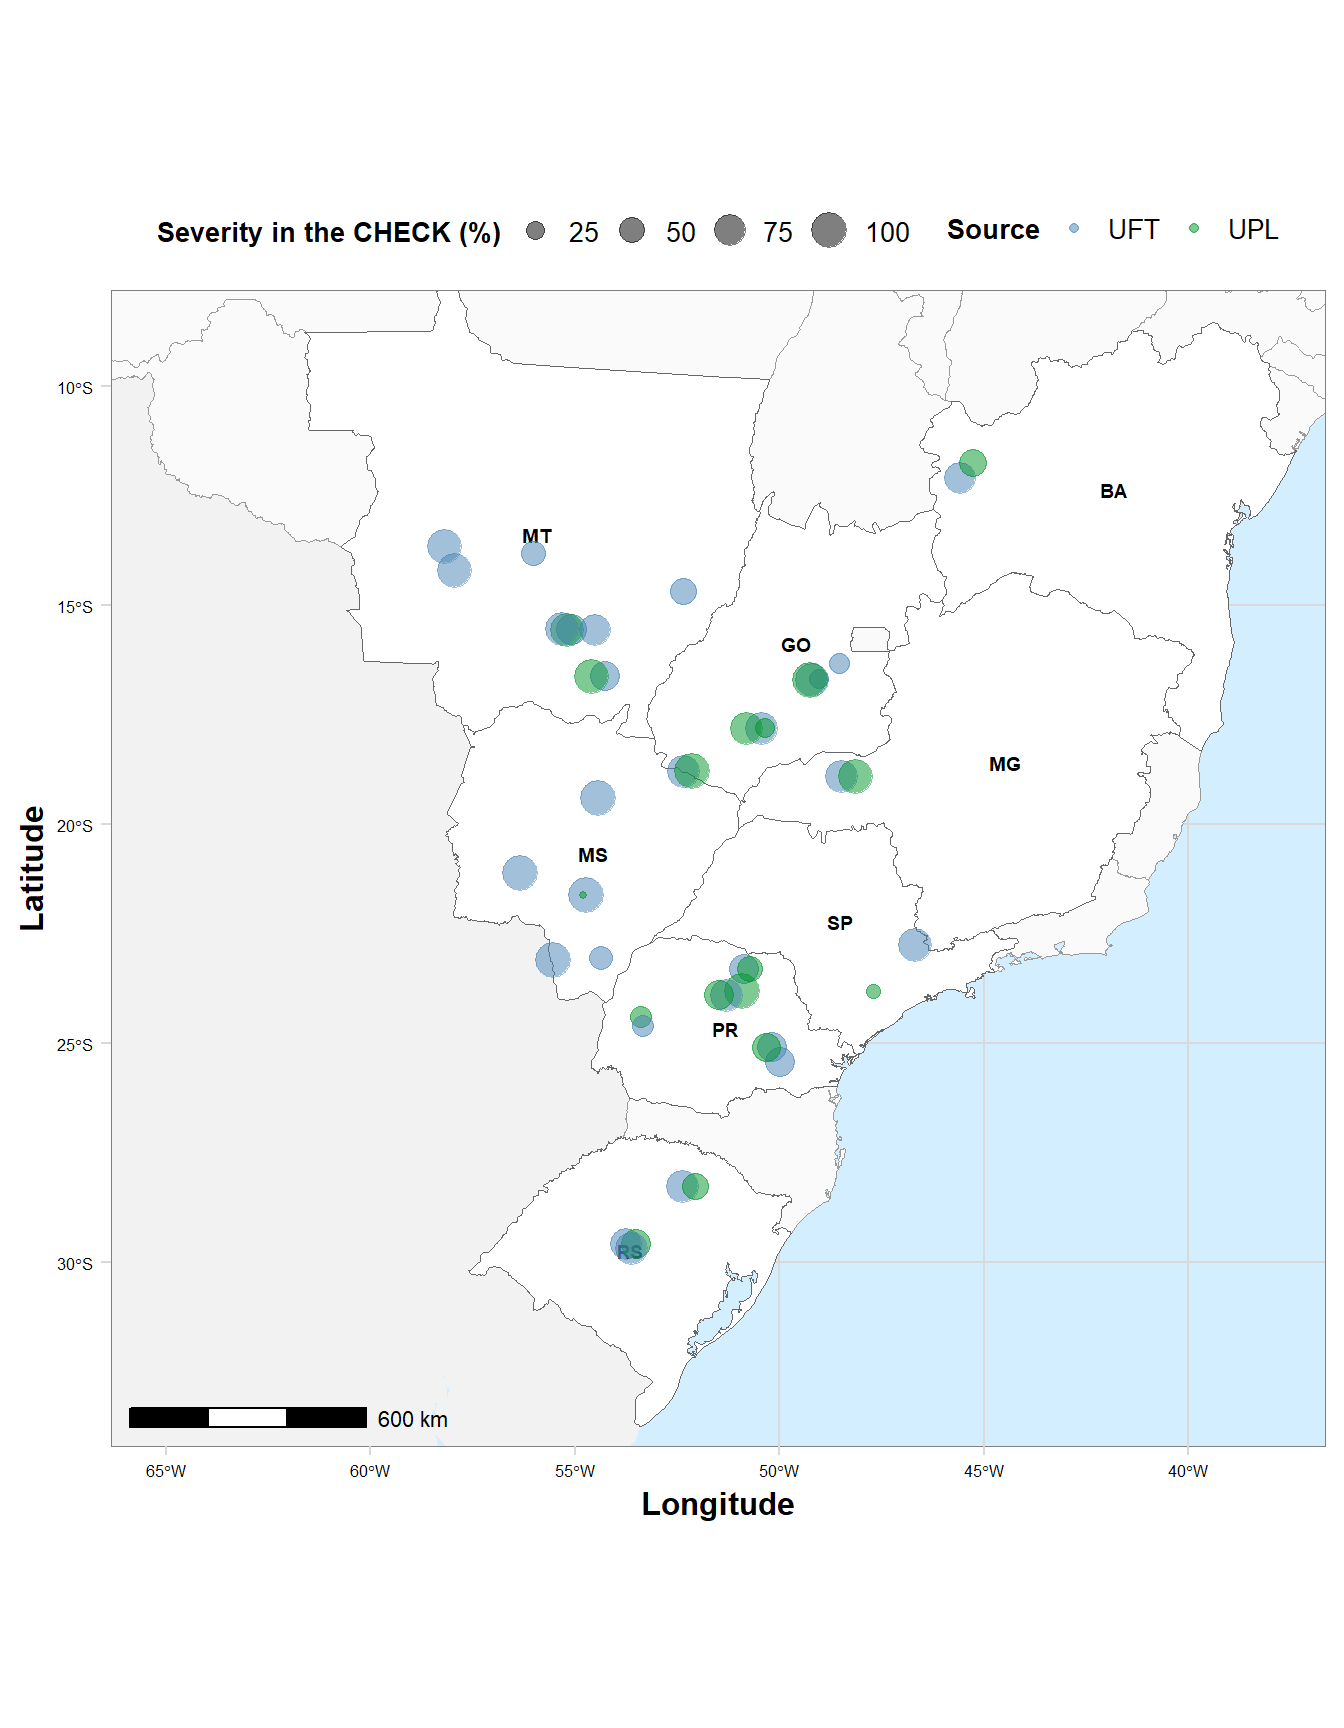 Severity in the CHECK (%) 25 50 75 100 Source UFT UPL
10°S
BA
MT
15°S
GO
MG
Latitude
20°S
MS
SP
25°S
PR
RS
30°S
600 km
65°W 60°W 55°W 50°W 45°W 40°W
Longitude